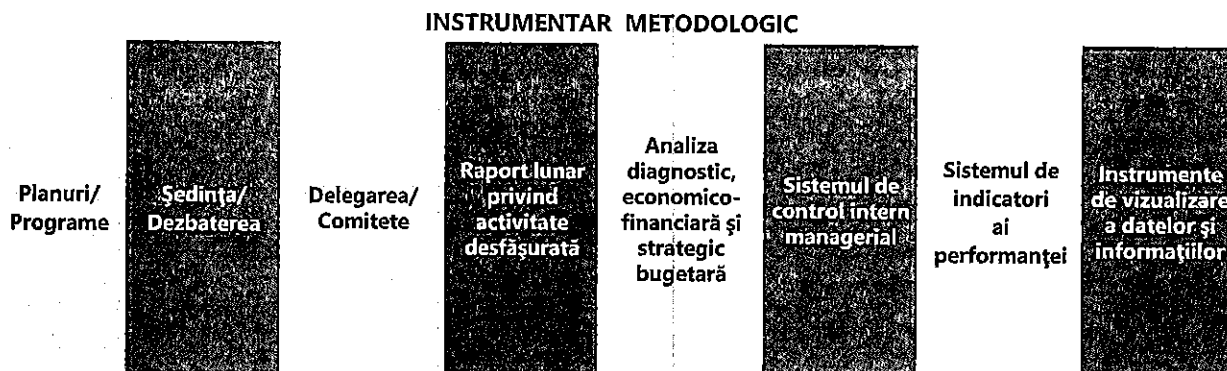 INSTRUMENTAR METODOLOGIC
Planuri/
Programe
Ședința/
Dezbaterea
Delegarea/
Comitete
Raport lunar
privind
activitate
desfășurată
Analiza
diagnostic,
economico-
financiară și
strategic
bugetară
Sistemul de
control intern
managerial
Sistemul de
indicatori
ai
performanței
Instrumente
de vizualizare
a datelor și
informațiilor